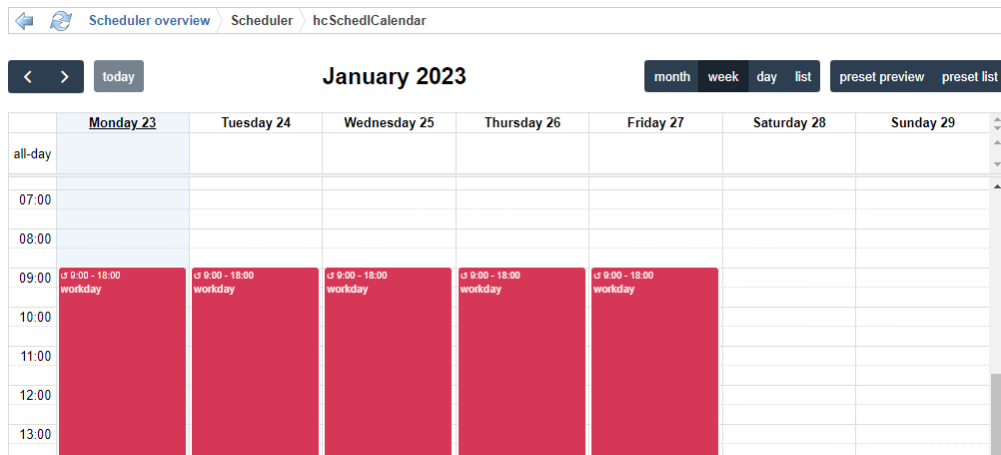 Scheduler overview Scheduler hcSchedlCalendar
today January 2023 month week day list preset preview preset list
Monday 23 Tuesday 24 Wednesday 25 Thursday 26 Friday 27 Saturday 28 Sunday 29
all-day
07:00
08:00
09:00 9:00 - 18:00 9:00 - 18:00 9:00 - 18:00 9:00 - 18:00 9:00 - 18:00
workday workday workday workday workday
10:00
11:00
12:00
13:00